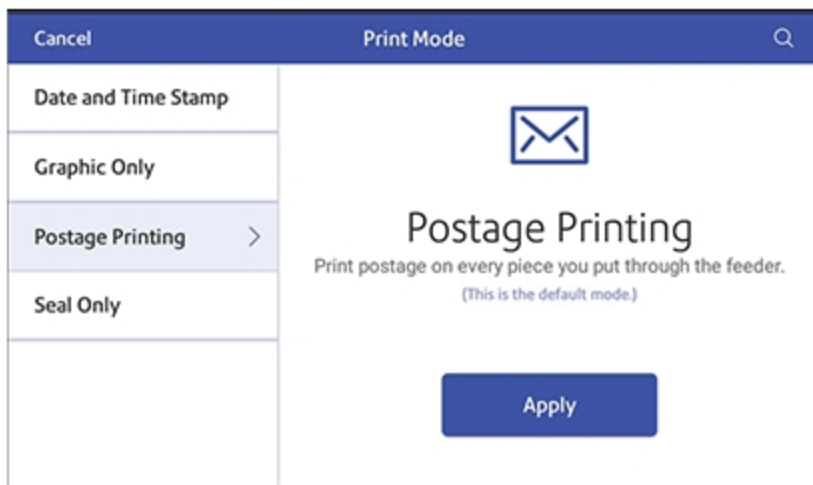 Cancel
Print Mode
Date and Time Stamp
Graphic Only
Postage Printing
Seal Only
Postage Printing
Print postage on every piece you put through the feeder.
(This is the default mode.)
Apply